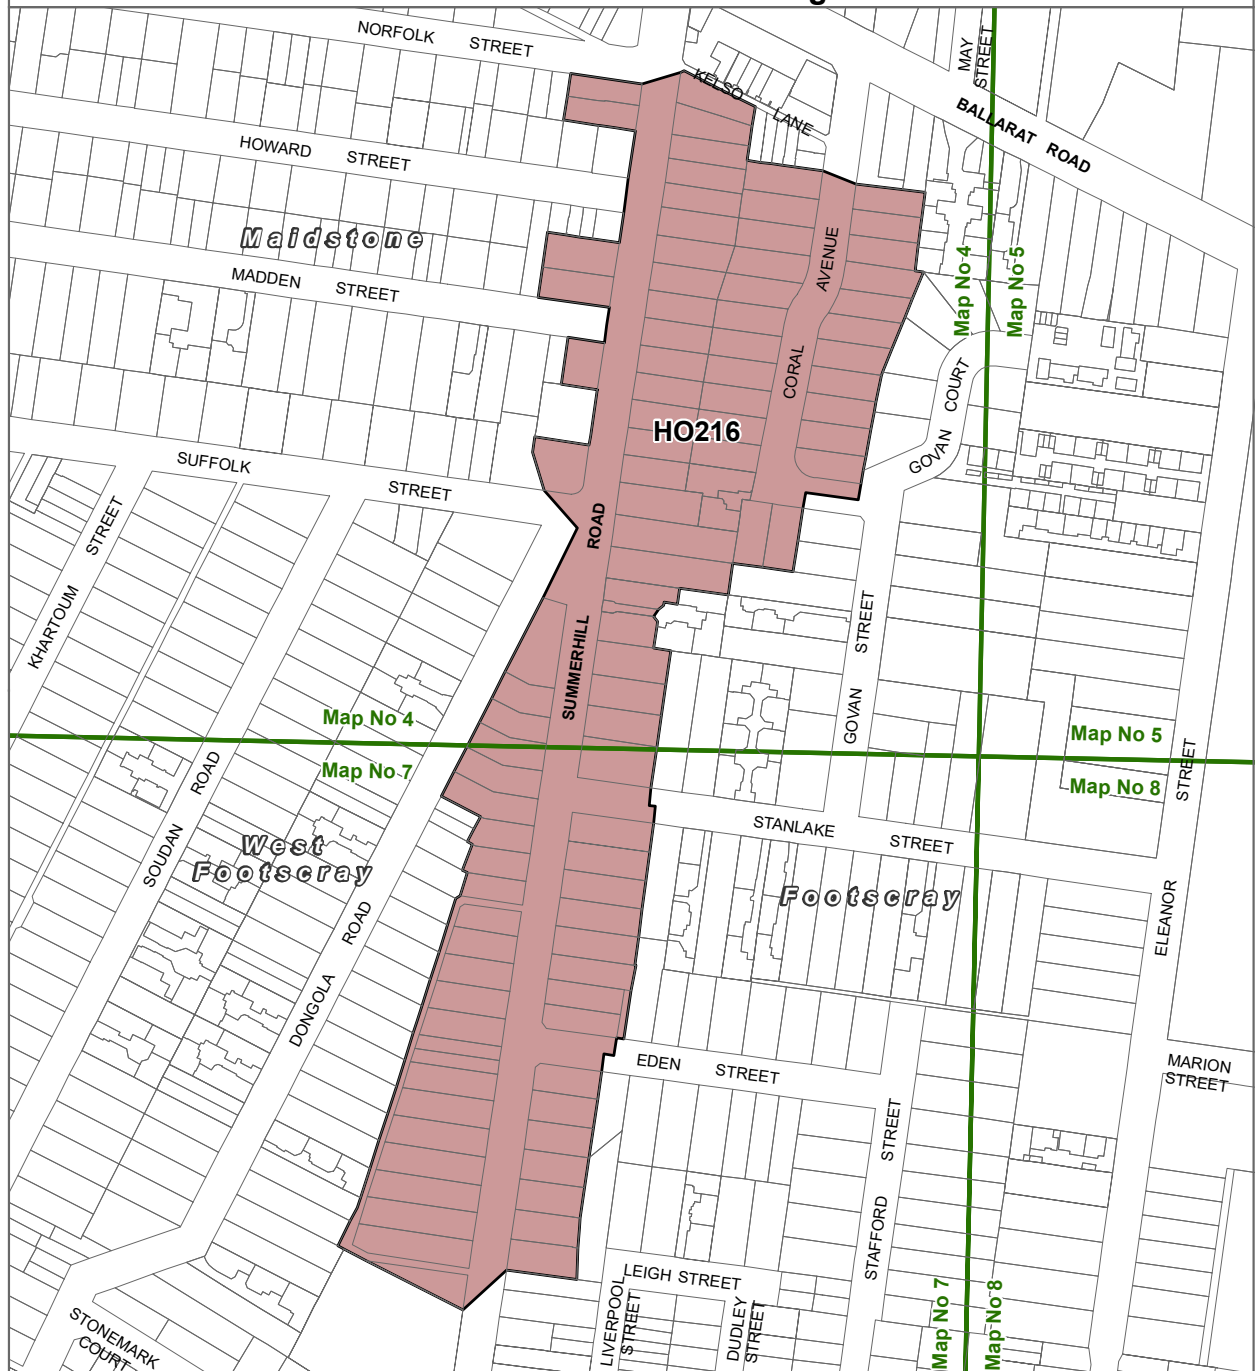 NORFOLK STREET
MAY
STREET
KELSO LANE
BALLARAT ROAD
HOWARD STREET
Maidstone
MADDEN STREET
AVENUE
CORAL
Map No 4
Map No 5
GOVAN COURT
HO216
SUFFOLK
STREET
KHARTOUM STREET
ROAD
SUMMERHILL
GOVAN STREET
Map No 4
Map No 7
Map No 5
Map No 8
STREET
ELEANOR
SOUDAN ROAD
West
Footscray
STANLAKE STREET
Footscray
DONGOLA ROAD
EDEN STREET
MARION
STREET
STAFFORD STREET
LEIGH STREET
LIVERPOOL
STREET
DUDLEY
STREET
Map No 7
Map No 8
STONEMARK
COURT